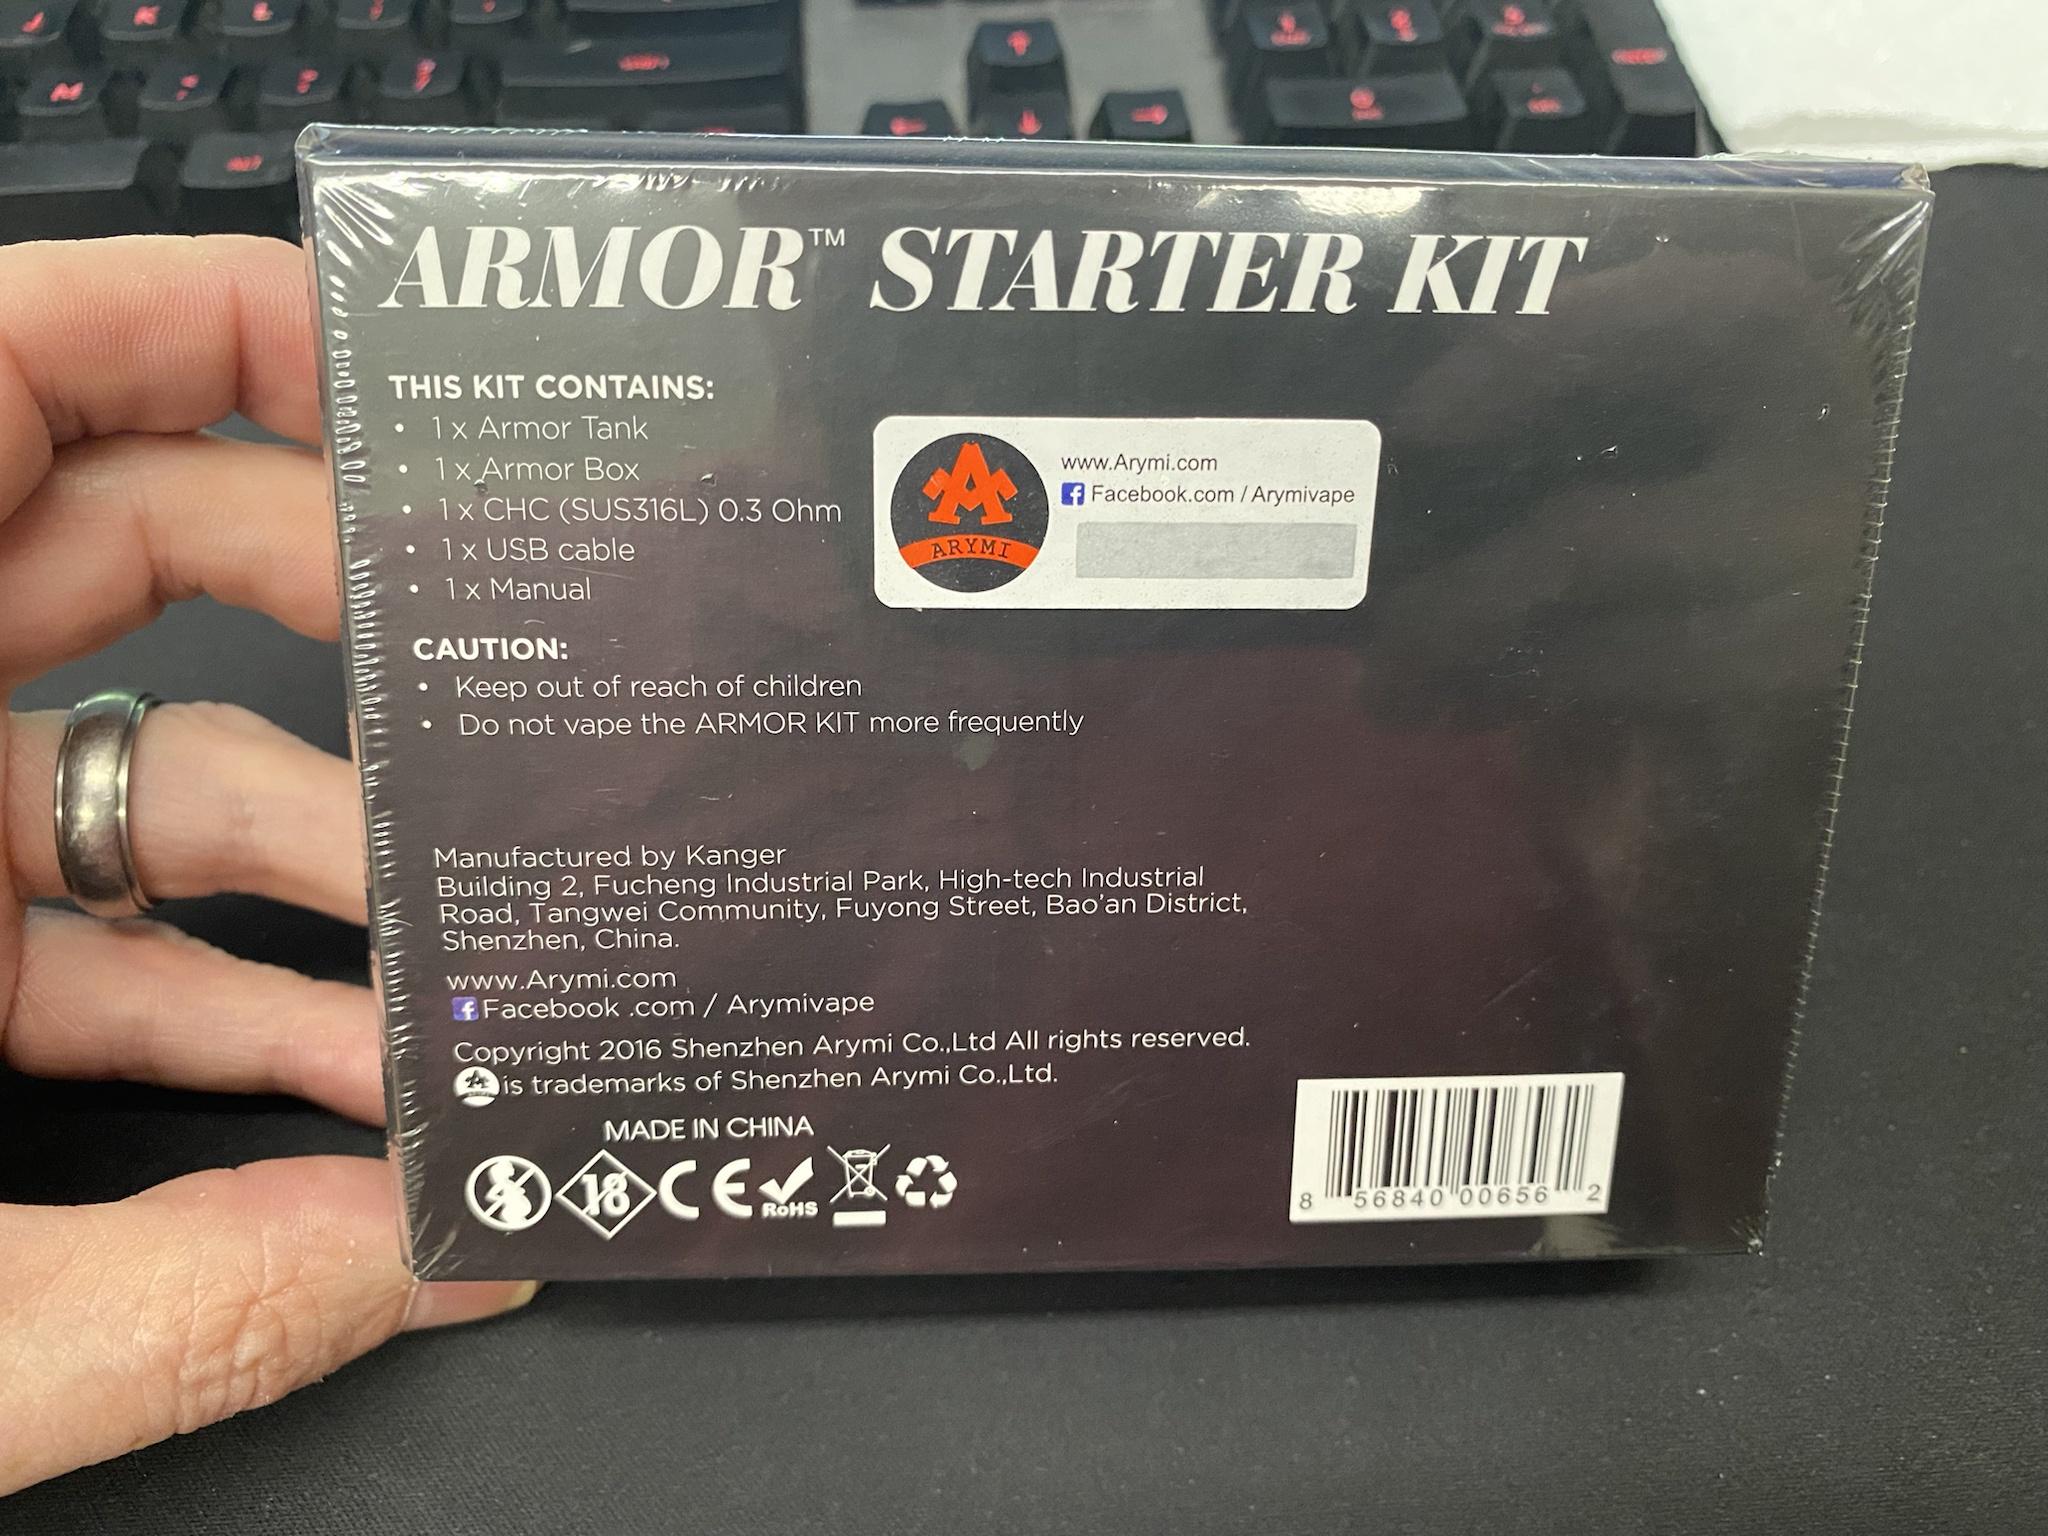 ARMOR™ STARTER KIT
THIS KIT CONTAINS:
• 1 x Armor Tank
• 1 x Armor Box
• 1 x CHC (SUS316L) 0.3 Ohm
• 1 x USB cable
• 1 x Manual
www.Arymi.com
Facebook.com / Arymivape
ARYMI
CAUTION:
• Keep out of reach of children
• Do not vape the ARMOR KIT more frequently
Manufactured by Kanger
Building 2, Fucheng Industrial Park, High-tech Industrial
Road, Tangwei Community, Fuyong Street, Bao'an District,
Shenzhen, China.
www.Arymi.com
Facebook .com / Arymivape
Copyright 2016 Shenzhen Arymi Co.,Ltd All rights reserved.
is trademarks of Shenzhen Arymi Co.,Ltd.
MADE IN CHINA
18
CE
RoHS
8 56840 00656 2